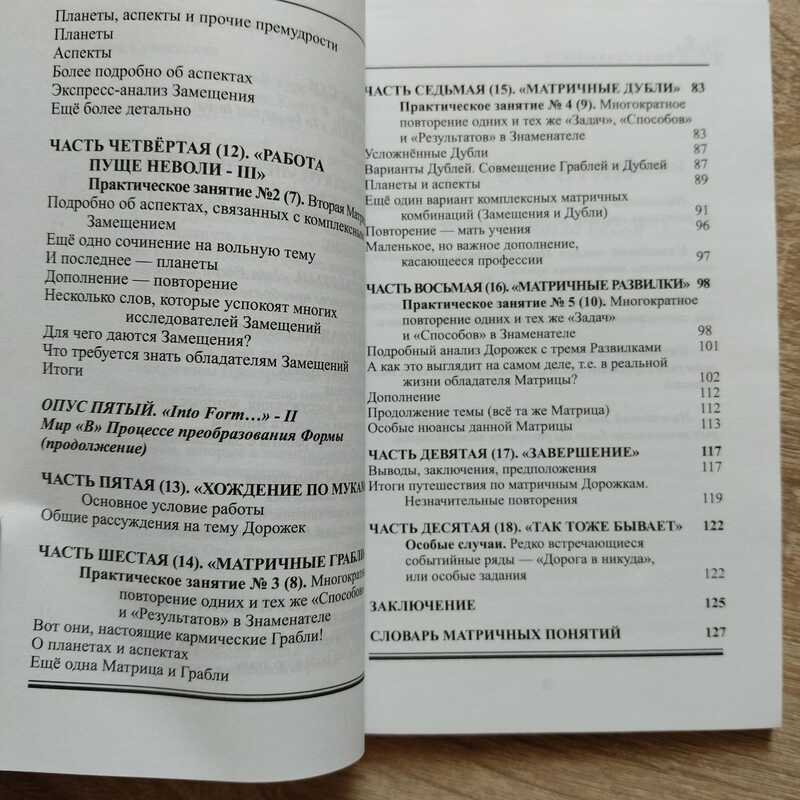 Планеты, аспекты и прочие премудрости
Планеты
Аспекты
Более подробно об аспектах
Экспресс-анализ Замещения
Ещё более детально
ЧАСТЬ ЧЕТВЁРТАЯ (12). «РАБОТА
ПУЩЕ НЕВОЛИ - III»
Практическое занятие №2 (7). Вторая
Подробно об аспектах, связанных с
Замещением
Ещё одно сочинение на вольную тему
И последнее — планеты
Дополнение — повторение
Несколько слов, которые успокоят многих
исследователей Замещений
Для чего даются Замещения?
Что требуется знать обладателям Замещений
Итоги
ОПУС ПЯТЫЙ. «Into Form…» - II
Мир «В» Процессе преобразования Формы
(продолжение)
ЧАСТЬ ПЯТАЯ (13). «ХОЖДЕНИЕ ПО МУКАМ
Основное условие работы
Общие рассуждения на тему Дорожек
ЧАСТЬ ШЕСТАЯ (14). «МАТРИЧНЫЕ ГРАБЛИ
Практическое занятие № 3 (8).
повторение одних и тех же «Способов
и «Результатов» в Знаменателе
Вот они, настоящие кармические Грабли!
О планетах и аспектах
Ещё одна Матрица и Грабли
ЧАСТЬ СЕДЬМАЯ (15). «МАТРИЧНЫЕ ДУБЛИ» 83
Практическое занятие № 4 (9). Многократное
повторение одних и тех же «Задач», «Способов»
и «Результатов» в Знаменателе 83
Усложнённые Дубли 87
Варианты Дублей. Совмещение Граблей и Дублей 87
Планеты и аспекты 89
Ещё один вариант комплексных матричных
комбинаций (Замещения и Дубли) 91
Повторение — мать учения 96
Маленькое, но важное дополнение,
касающееся профессии 97
ЧАСТЬ ВОСЬМАЯ (16). «МАТРИЧНЫЕ РАЗВИЛКИ» 98
Практическое занятие № 5 (10). Многократное
повторение одних и тех же «Задач»
и «Способов» в Знаменателе 98
Подробный анализ Дорожек с тремя Развилками 101
А как это выглядит на самом деле, т.е. в реальной
жизни обладателя Матрицы? 102
Дополнение 112
Продолжение темы (всё та же Матрица) 112
Особые нюансы данной Матрицы 113
ЧАСТЬ ДЕВЯТАЯ (17). «ЗАВЕРШЕНИЕ» 117
Выводы, заключения, предположения 117
Итоги путешествия по матричным Дорожкам.
Незначительные повторения 119
ЧАСТЬ ДЕСЯТАЯ (18). «ТАК ТОЖЕ БЫВАЕТ» 122
Особые случаи. Редко встречающиеся
событийные ряды — «Дорога в никуда»,
или особые задания 122
ЗАКЛЮЧЕНИЕ 125
СЛОВАРЬ МАТРИЧНЫХ ПОНЯТИЙ 127